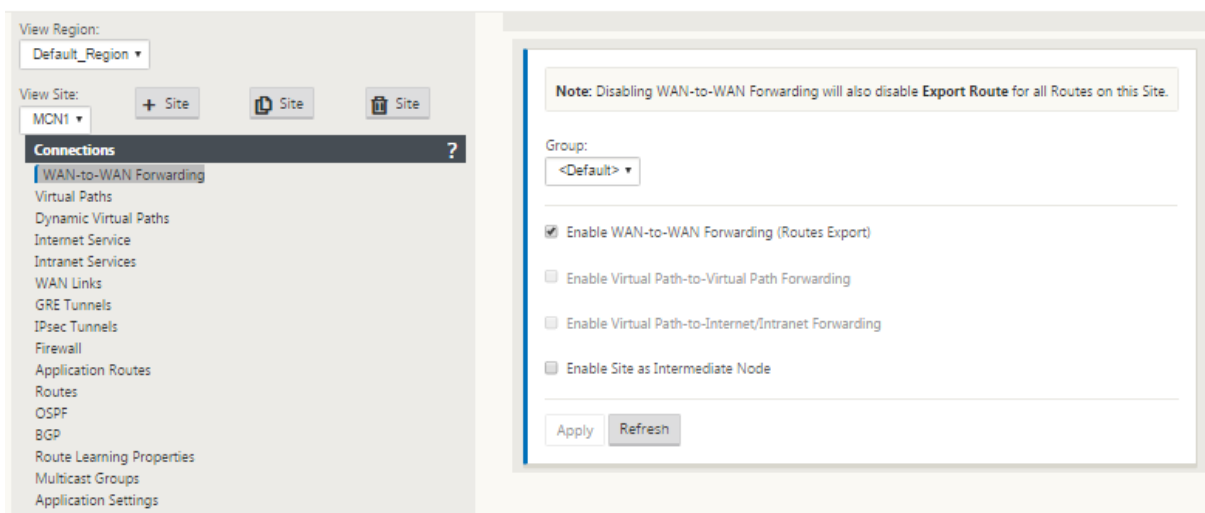 View Region:
Default_Region
View Site:
+ Site
Site
Site
MCN1
Connections ?
WAN-to-WAN Forwarding
Virtual Paths
Dynamic Virtual Paths
Internet Service
Intranet Services
WAN Links
GRE Tunnels
IPsec Tunnels
Firewall
Application Routes
Routes
OSPF
BGP
Route Learning Properties
Multicast Groups
Application Settings
Note: Disabling WAN-to-WAN Forwarding will also disable Export Route for all Routes on this Site.
Group:
<Default>
Enable WAN-to-WAN Forwarding (Routes Export)
Enable Virtual Path-to-Virtual Path Forwarding
Enable Virtual Path-to-Internet/Intranet Forwarding
Enable Site as Intermediate Node
Apply Refresh